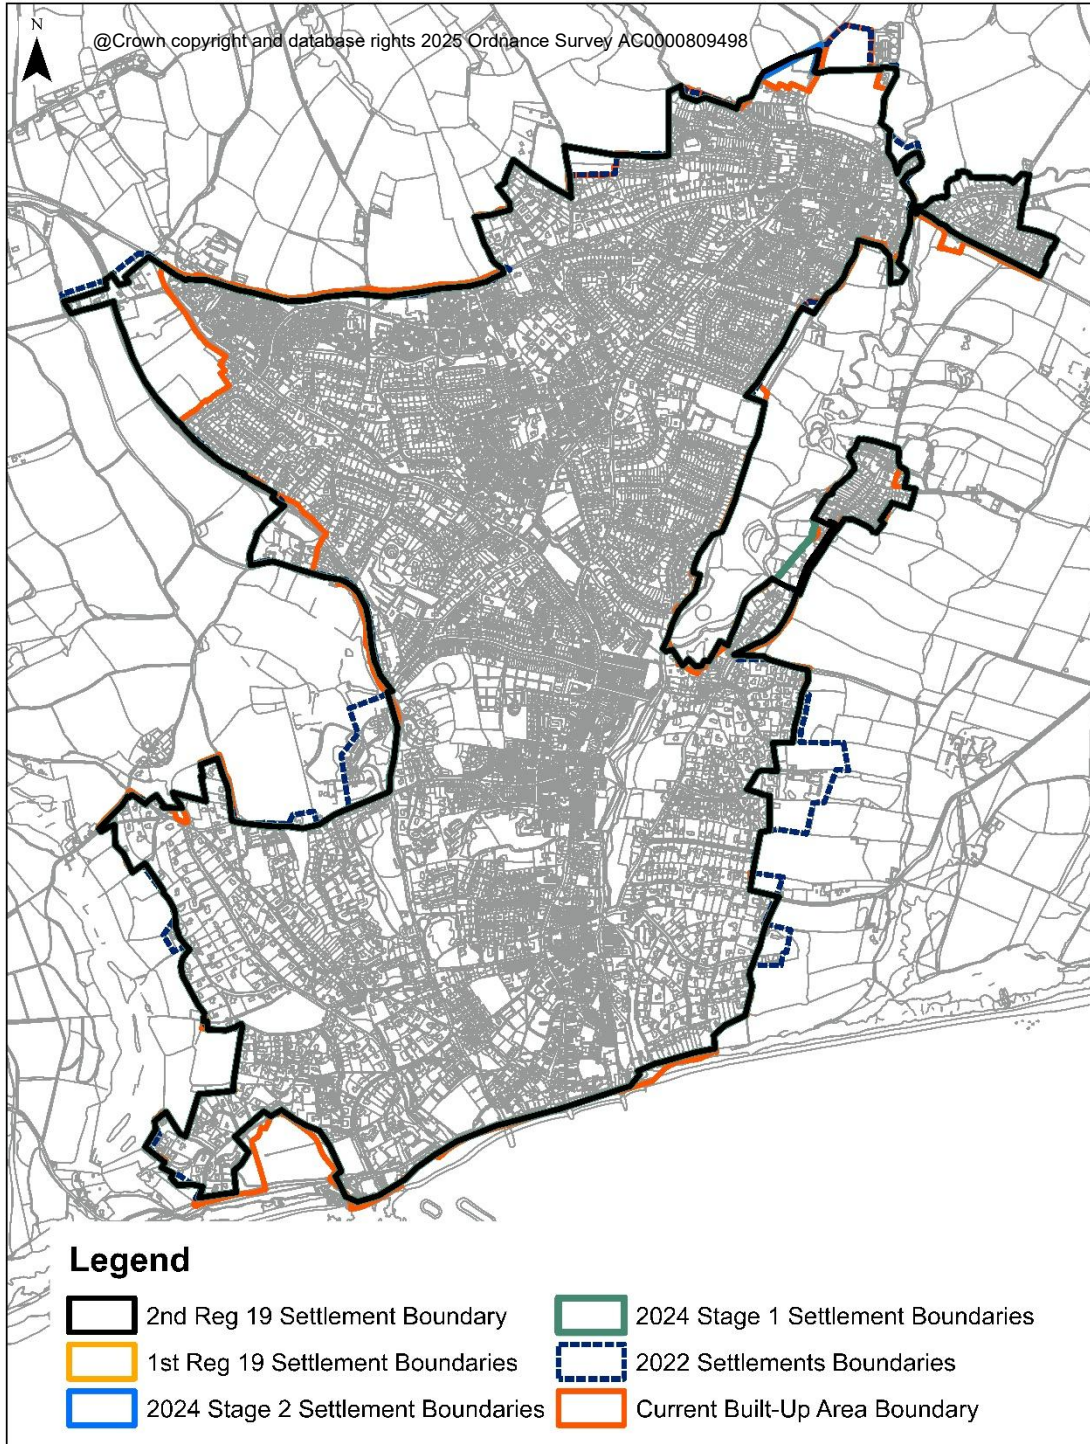 N
@Crown copyright and database rights 2025 Ordnance Survey AC0000809498
Legend
2nd Reg 19 Settlement Boundary
1st Reg 19 Settlement Boundaries
2024 Stage 2 Settlement Boundaries
2024 Stage 1 Settlement Boundaries
2022 Settlements Boundaries
Current Built-Up Area Boundary